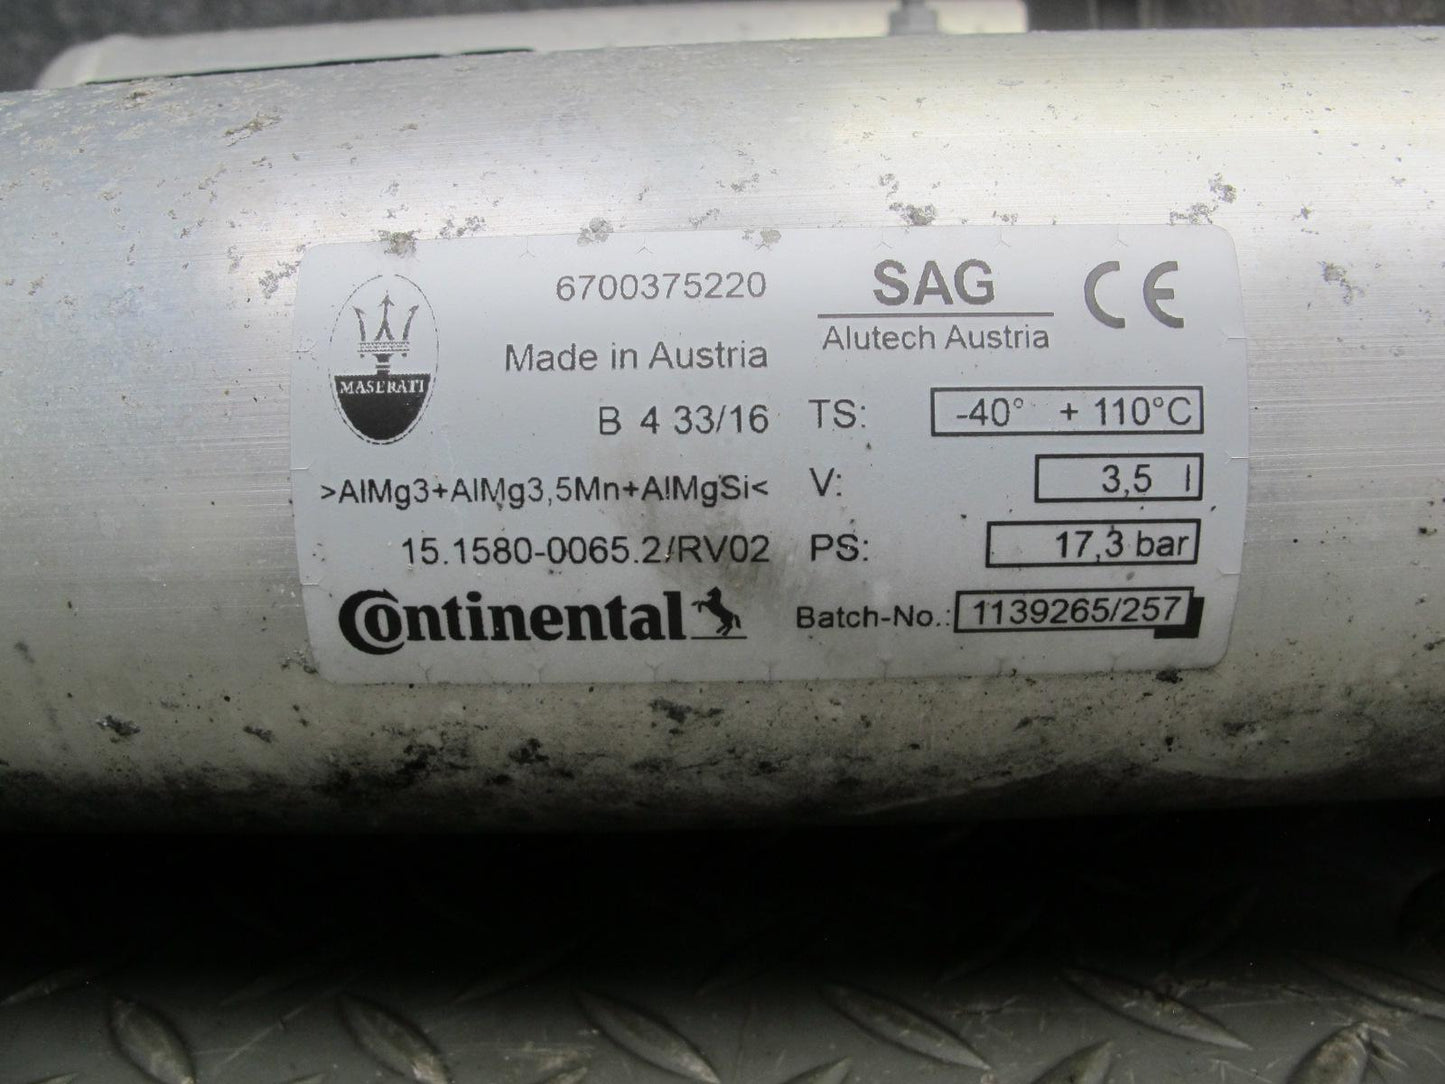 MASERATI
6700375220
Made in Austria
B 4 33/16
>AlMg3+AlMg3,5Mn+AlMgSi<
15.1580-0065.2/RV02
Continental
SAG
Alutech Austria
CE
TS: -40° + 110°C
V: 3,5 l
PS: 17,3 bar
Batch-No.: 1139265/257